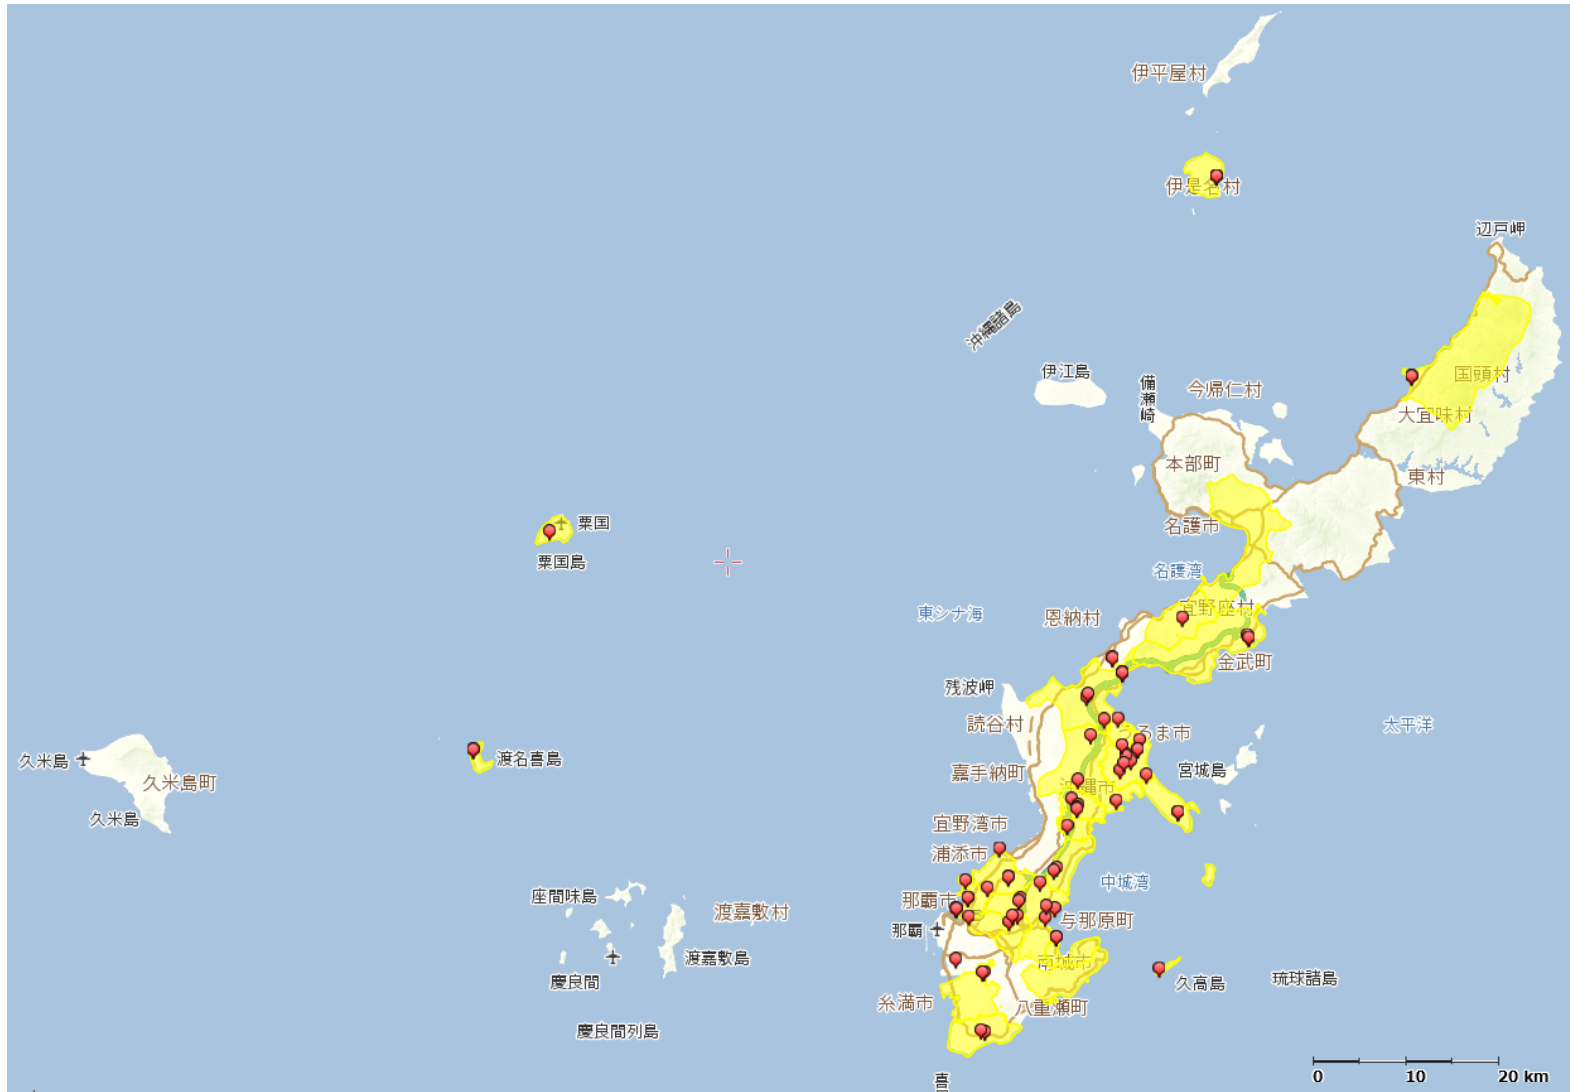 伊平屋村
伊是名村
辺戸岬
沖縄諸島
伊江島
備瀬崎
今帰仁村
国頭村
大宜味村
本部町
東村
粟国
名護市
粟国島
名護湾
東シナ海
恩納村
宜野座村
金武町
残波岬
読谷村
うるま市
太平洋
久米島
渡名喜島
久米島町
嘉手納町
宮城島
沖縄市
久米島
宜野湾市
浦添市
中城湾
座間味島
那覇市
渡嘉敷村
与那原町
那覇
渡嘉敷島
南城市
慶良間
久高島
琉球諸島
糸満市
八重瀬町
慶良間列島
0 10 20 km